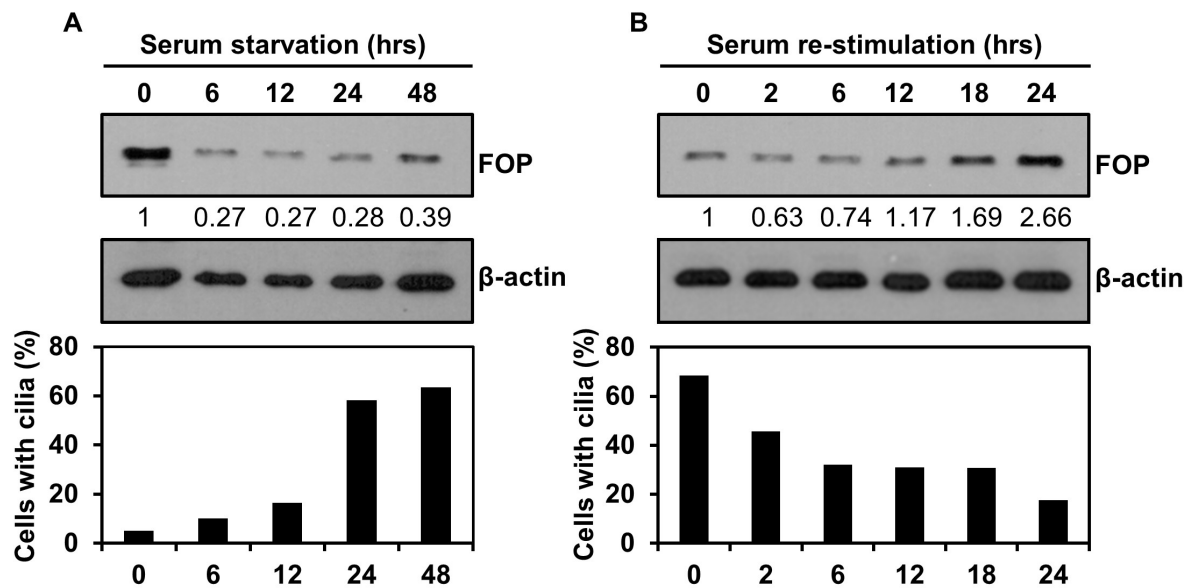 A
Serum starvation (hrs)
0 6 12 24 48
FOP
1 0.27 0.27 0.28 0.39
β-actin
Cells with cilia (%)
80
60
40
20
0
0 6 12 24 48
B
Serum re-stimulation (hrs)
0 2 6 12 18 24
FOP
1 0.63 0.74 1.17 1.69 2.66
β-actin
Cells with cilia (%)
80
60
40
20
0
0 2 6 12 18 24